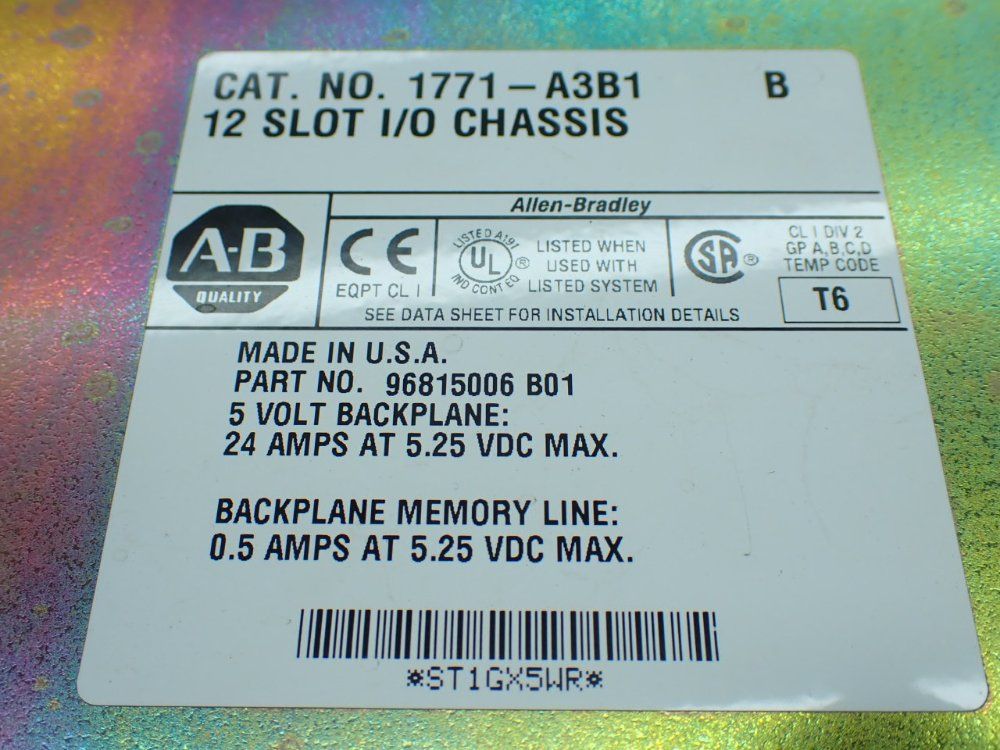 CAT. NO. 1771-A3B1 B
12 SLOT I/O CHASSIS
Allen-Bradley
A-B
QUALITY
CE
EQPT CL I
LISTED A191
UL ®
IND CONT EQ
LISTED WHEN
USED WITH
LISTED SYSTEM
SA ®
CL I DIV 2
GP A,B,C,D
TEMP CODE
T6
SEE DATA SHEET FOR INSTALLATION DETAILS
MADE IN U.S.A.
PART NO. 96815006 B01
5 VOLT BACKPLANE:
24 AMPS AT 5.25 VDC MAX.
BACKPLANE MEMORY LINE:
0.5 AMPS AT 5.25 VDC MAX.
*ST1GX5WR*